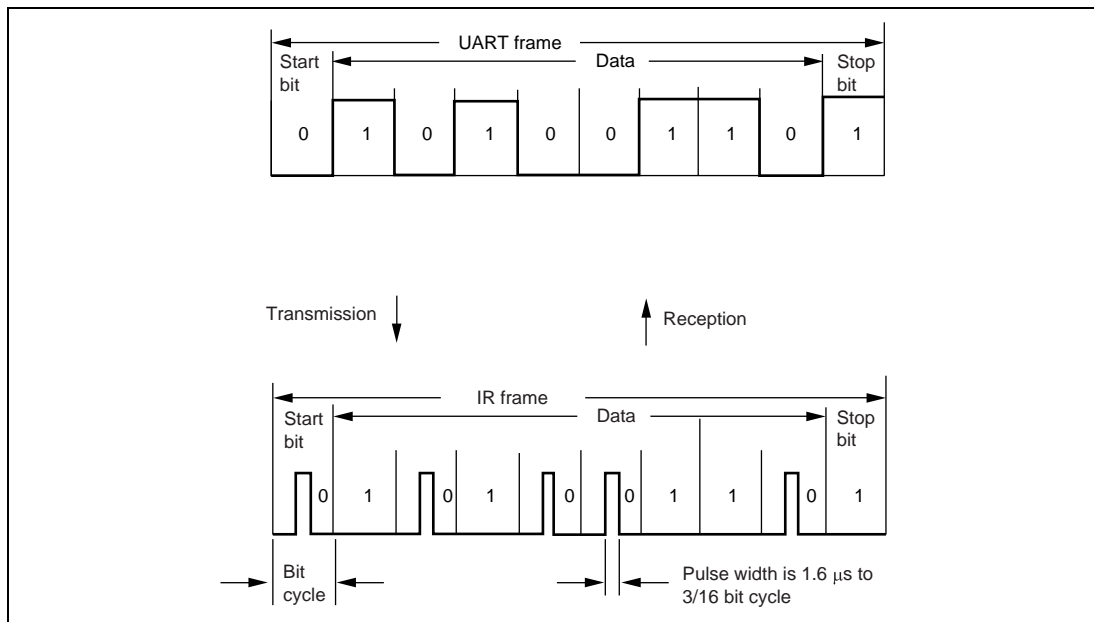 UART frame
Start
bit
Data
Stop
bit
0 1 0 1 0 0 1 1 0 1
Transmission
Reception
IR frame
Start
bit
Data
Stop
bit
0 1 0 1 0 0 1 1 0 1
Bit
cycle
Pulse width is 1.6 μs to
3/16 bit cycle